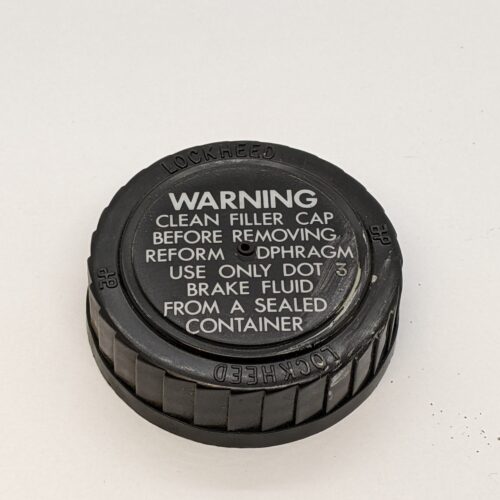 LOCKHEED
WARNING
CLEAN FILLER CAP
BEFORE REMOVING
REFORM DPHRAGM
USE ONLY DOT 3
BRAKE FLUID
FROM A SEALED
CONTAINER
LOCKHEED